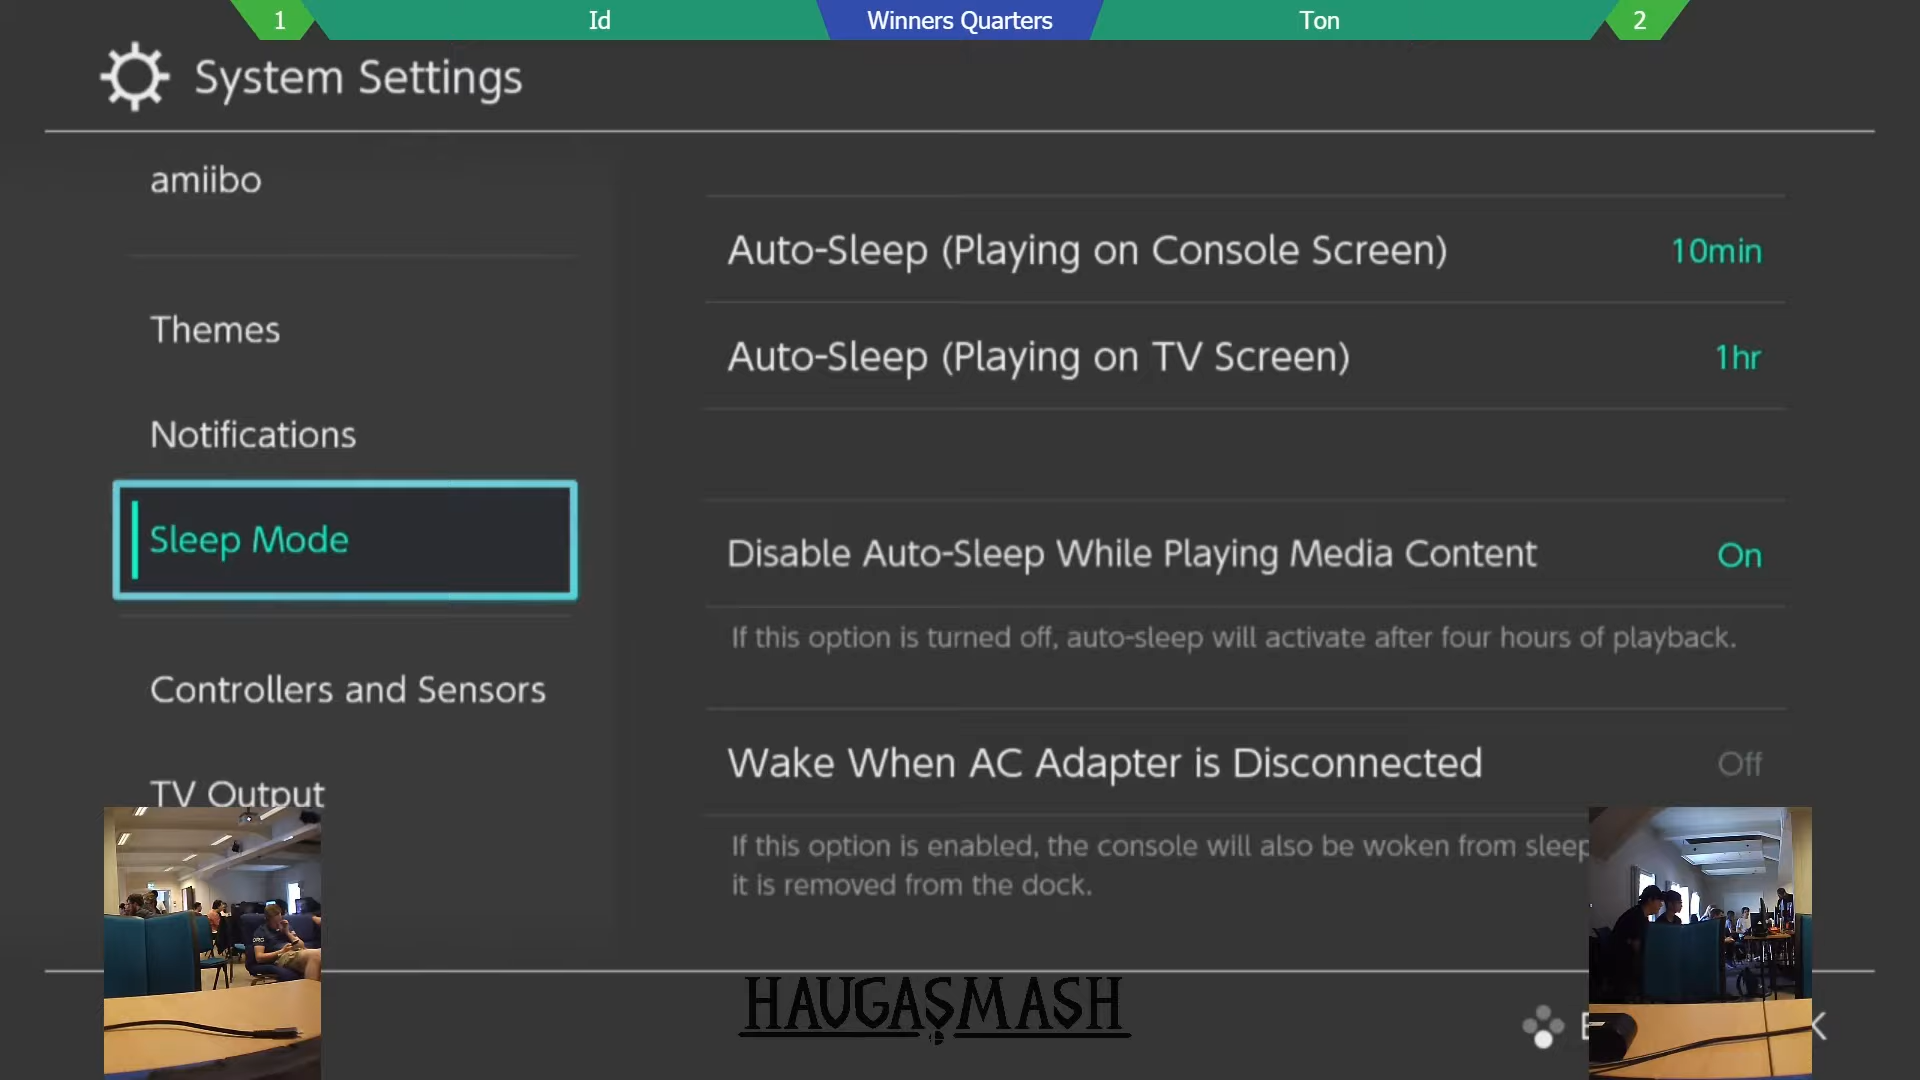 1
Id
Winners Quarters
Ton
2
System Settings
amiibo
Themes
Notifications
Sleep Mode
Controllers and Sensors
TV Output
Auto-Sleep (Playing on Console Screen)
10min
Auto-Sleep (Playing on TV Screen)
1hr
Disable Auto-Sleep While Playing Media Content
On
If this option is turned off, auto-sleep will activate after four hours of playback.
Wake When AC Adapter is Disconnected
Off
If this option is enabled, the console will also be woken from sleep
it is removed from the dock.
HAUGASMASH